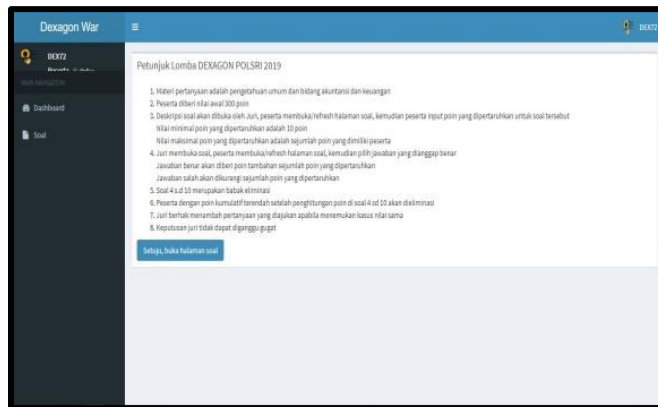 Dexagon War
DEX72
DEX72
Peserta
MAIN NAVIGATION
Dashboard
Soal
Petunjuk Lomba DEXAGON POLSRI 2019
1. Materi pertanyaan adalah pengetahuan umum dan bidang akuntansi dan keuangan
2. Peserta diberi nilai awal 300 poin
3. Deskripsi soal akan dibuka oleh Juri, peserta membuka/refresh halaman soal, kemudian peserta input poin yang dipertaruhkan untuk soal tersebut
Nilai minimal poin yang dipertaruhkan adalah 10 poin
Nilai maksimal poin yang dipertaruhkan adalah sejumlah poin yang dimiliki peserta
4. Juri membuka soal, peserta membuka/refresh halaman soal, kemudian pilih jawaban yang dianggap benar
Jawaban benar akan diberi poin tambahan sejumlah poin yang dipertaruhkan
Jawaban salah akan dikurangi sejumlah poin yang dipertaruhkan
5. Soal 4 s.d 10 merupakan babak eliminasi
6. Peserta dengan poin kumulatif terendah setelah penghitungan poin di soal 4 sd 10 akan dieliminasi
7. Juri berhak menambah pertanyaan yang diajukan apabila menemukan kasus nilai sama
8. Keputusan juri tidak dapat diganggu gugat
Setuju, buka halaman soal